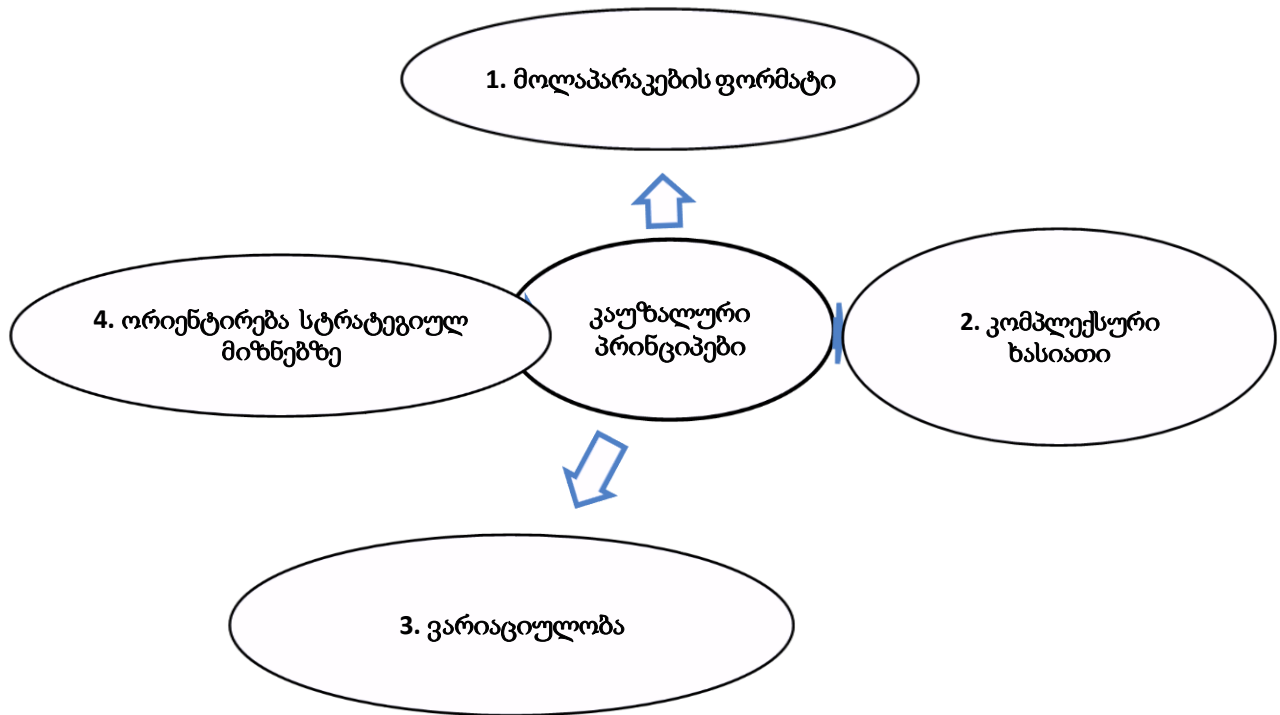 1. მოლაპარაკების ფორმატი
კაუზალური
პრინციპები
2. კომპლექსური
ხასიათი
3. ვარიაციულობა
4. ორიენტირება სტრატეგიულ
მიზნებზე